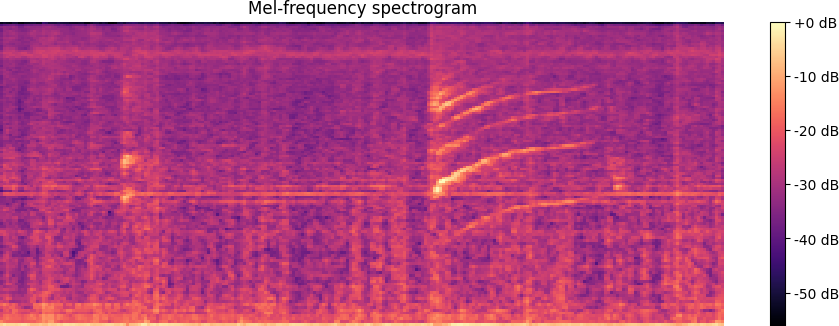 Mel-frequency spectrogram
+0 dB
-10 dB
-20 dB
-30 dB
-40 dB
-50 dB